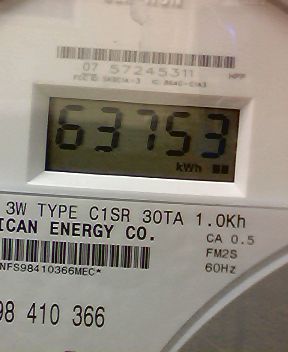 07 57245311 HPP
63753
kWh
3W TYPE C1SR 30TA 1.0Kh
ICAN ENERGY CO.
CA 0.5
FM2S
60Hz
NFS98410366MEC*
98 410 366